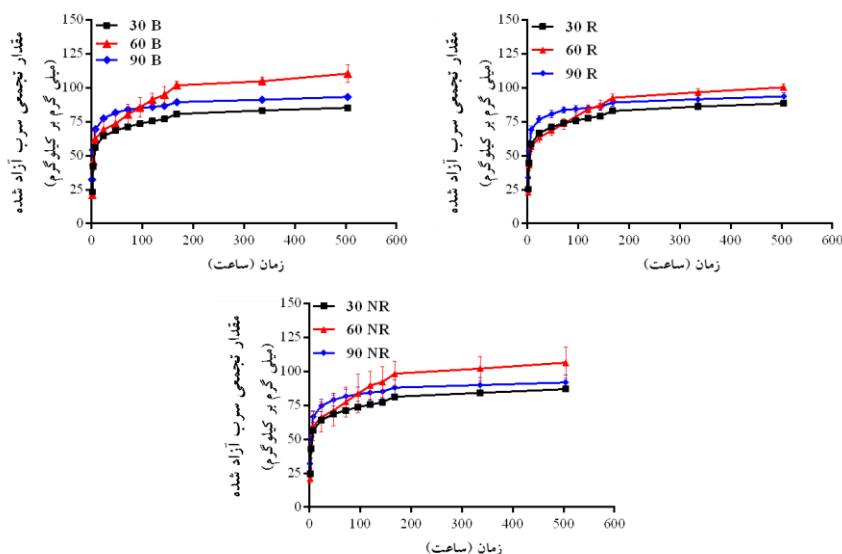 150
125
100
75
50
25
0
30 B
60 B
90 B
مقدار تجمعی سرب آزاد شده
(میلی گرم بر کیلوگرم)
0 100 200 300 400 500 600
زمان (ساعت)
150
125
100
75
50
25
0
30 R
60 R
90 R
مقدار تجمعی سرب آزاد شده
(میلی گرم بر کیلوگرم)
0 100 200 300 400 500 600
زمان (ساعت)
150
125
100
75
50
25
0
30 NR
60 NR
90 NR
مقدار تجمعی سرب آزاد شده
(میلی گرم بر کیلوگرم)
0 100 200 300 400 500 600
زمان (ساعت)